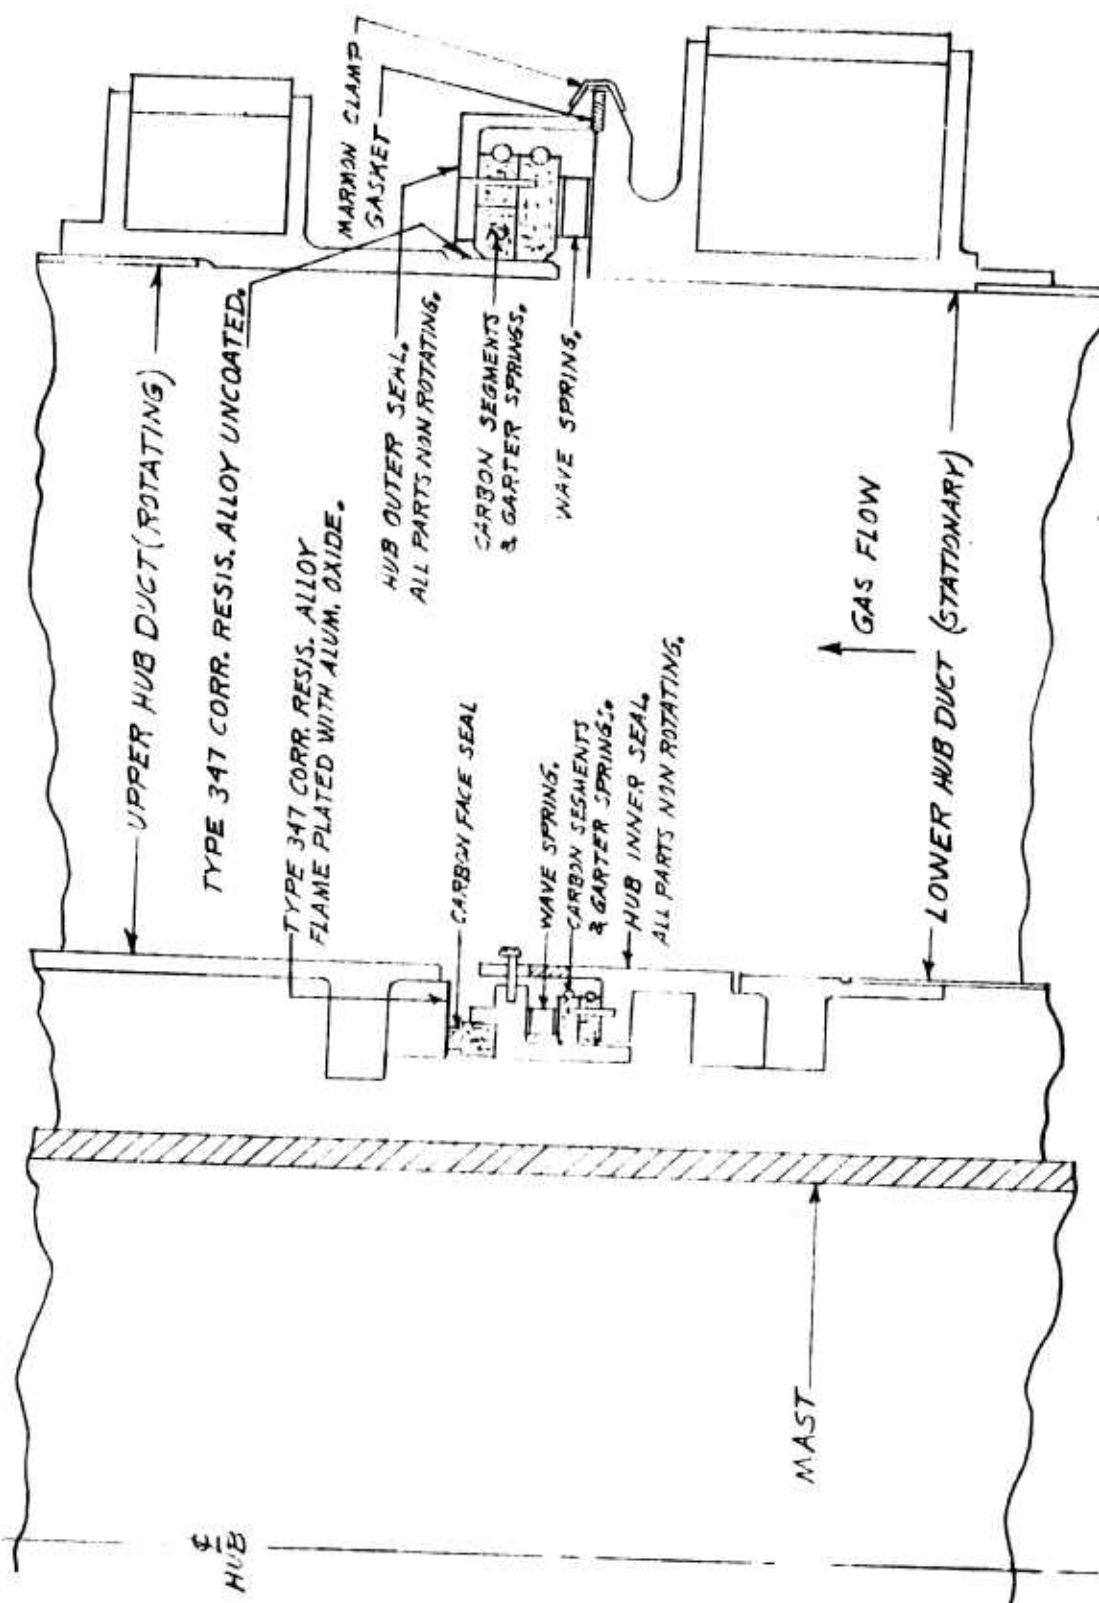 MARMON CLAMP
GASKET
UPPER HUB DUCT (ROTATING)
TYPE 347 CORR. RESIS. ALLOY UNCOATED.
HUB OUTER SEAL.
ALL PARTS NON ROTATING.
CARBON SEGMENTS
& GARTER SPRINGS.
WAVE SPRING.
TYPE 347 CORR. RESIS. ALLOY
FLAME PLATED WITH ALUM. OXIDE.
CARBON FACE SEAL
WAVE SPRING.
CARBON SEGMENTS
& GARTER SPRINGS.
HUB INNER SEAL.
ALL PARTS NON ROTATING.
GAS FLOW
LOWER HUB DUCT (STATIONARY)
MAST
℄
HUB